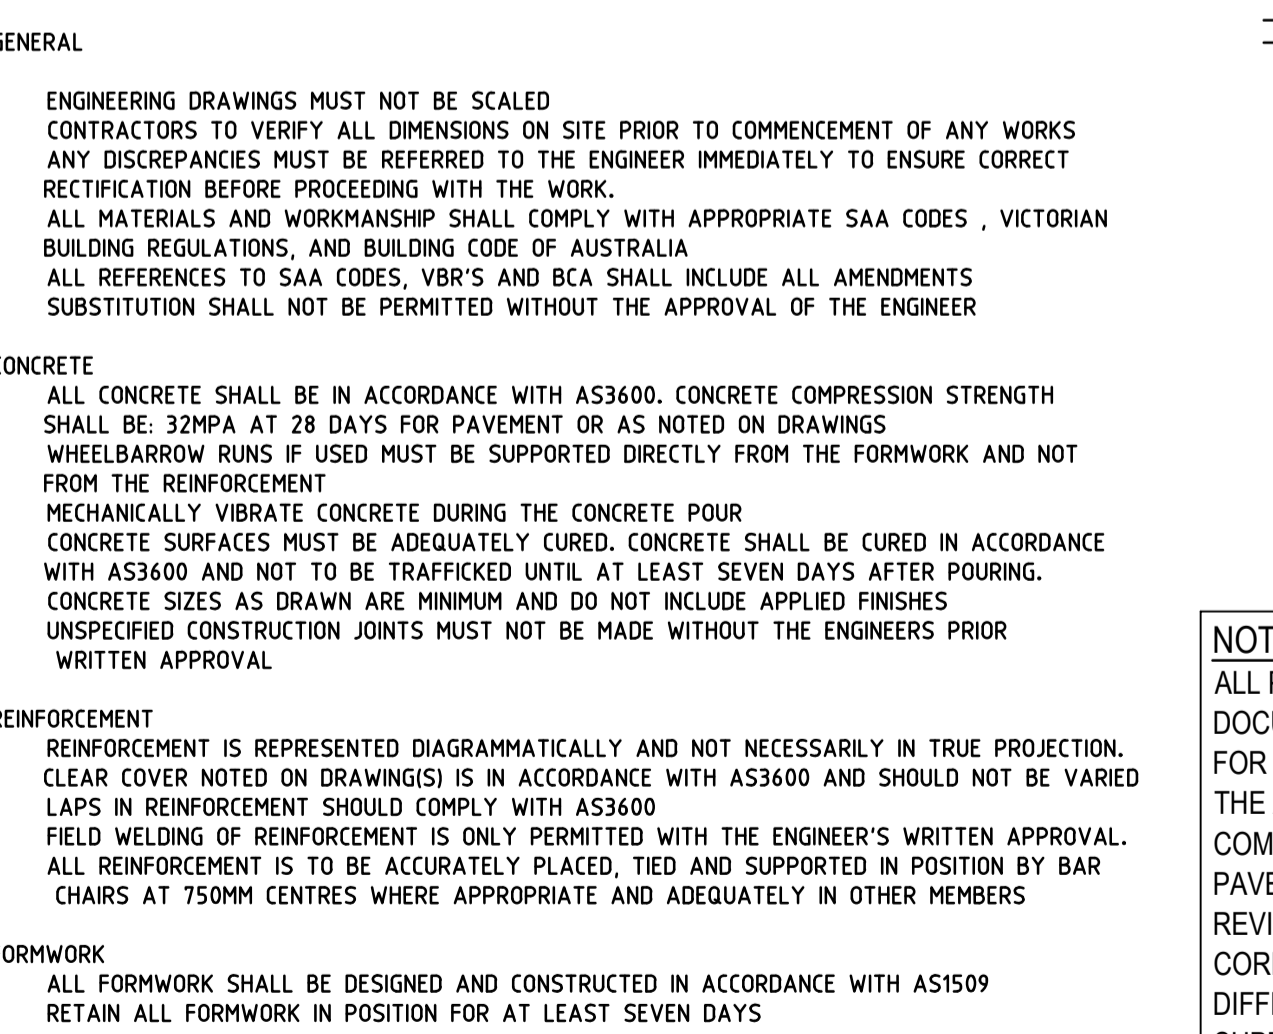 GENERAL
ENGINEERING DRAWINGS MUST NOT BE SCALED
CONTRACTORS TO VERIFY ALL DIMENSIONS ON SITE PRIOR TO COMMENCEMENT OF ANY WORKS
ANY DISCREPANCIES MUST BE REFERRED TO THE ENGINEER IMMEDIATELY TO ENSURE CORRECT
RECTIFICATION BEFORE PROCEEDING WITH THE WORK.
ALL MATERIALS AND WORKMANSHIP SHALL COMPLY WITH APPROPRIATE SAA CODES , VICTORIAN
BUILDING REGULATIONS, AND BUILDING CODE OF AUSTRALIA
ALL REFERENCES TO SAA CODES, VBR'S AND BCA SHALL INCLUDE ALL AMENDMENTS
SUBSTITUTION SHALL NOT BE PERMITTED WITHOUT THE APPROVAL OF THE ENGINEER
CONCRETE
ALL CONCRETE SHALL BE IN ACCORDANCE WITH AS3600. CONCRETE COMPRESSION STRENGTH
SHALL BE: 32MPA AT 28 DAYS FOR PAVEMENT OR AS NOTED ON DRAWINGS
WHEELBARROW RUNS IF USED MUST BE SUPPORTED DIRECTLY FROM THE FORMWORK AND NOT
FROM THE REINFORCEMENT
MECHANICALLY VIBRATE CONCRETE DURING THE CONCRETE POUR
CONCRETE SURFACES MUST BE ADEQUATELY CURED. CONCRETE SHALL BE CURED IN ACCORDANCE
WITH AS3600 AND NOT TO BE TRAFFICKED UNTIL AT LEAST SEVEN DAYS AFTER POURING.
CONCRETE SIZES AS DRAWN ARE MINIMUM AND DO NOT INCLUDE APPLIED FINISHES
UNSPECIFIED CONSTRUCTION JOINTS MUST NOT BE MADE WITHOUT THE ENGINEERS PRIOR
WRITTEN APPROVAL
REINFORCEMENT
REINFORCEMENT IS REPRESENTED DIAGRAMMATICALLY AND NOT NECESSARILY IN TRUE PROJECTION.
CLEAR COVER NOTED ON DRAWING(S) IS IN ACCORDANCE WITH AS3600 AND SHOULD NOT BE VARIED
LAPS IN REINFORCEMENT SHOULD COMPLY WITH AS3600
FIELD WELDING OF REINFORCEMENT IS ONLY PERMITTED WITH THE ENGINEER'S WRITTEN APPROVAL.
ALL REINFORCEMENT IS TO BE ACCURATELY PLACED, TIED AND SUPPORTED IN POSITION BY BAR
CHAIRS AT 750MM CENTRES WHERE APPROPRIATE AND ADEQUATELY IN OTHER MEMBERS
ORMWORK
ALL FORMWORK SHALL BE DESIGNED AND CONSTRUCTED IN ACCORDANCE WITH AS1509
RETAIN ALL FORMWORK IN POSITION FOR AT LEAST SEVEN DAYS
NOT
ALL
DOCU
FOR
THE
COM
PAVE
REVI
COR
DIFF